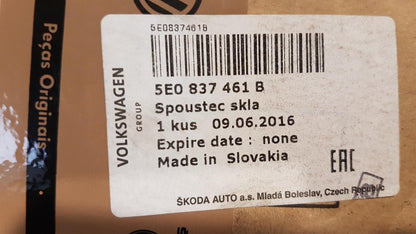 5E0837461B
VOLKSWAGEN
GROUP
5E0 837 461 B
Spoustec skla
1 kus 09.06.2016
Expire date : none
Made in Slovakia
EAC
ŠKODA AUTO a.s. Mladá Boleslav, Czech Republic
Peças Originais